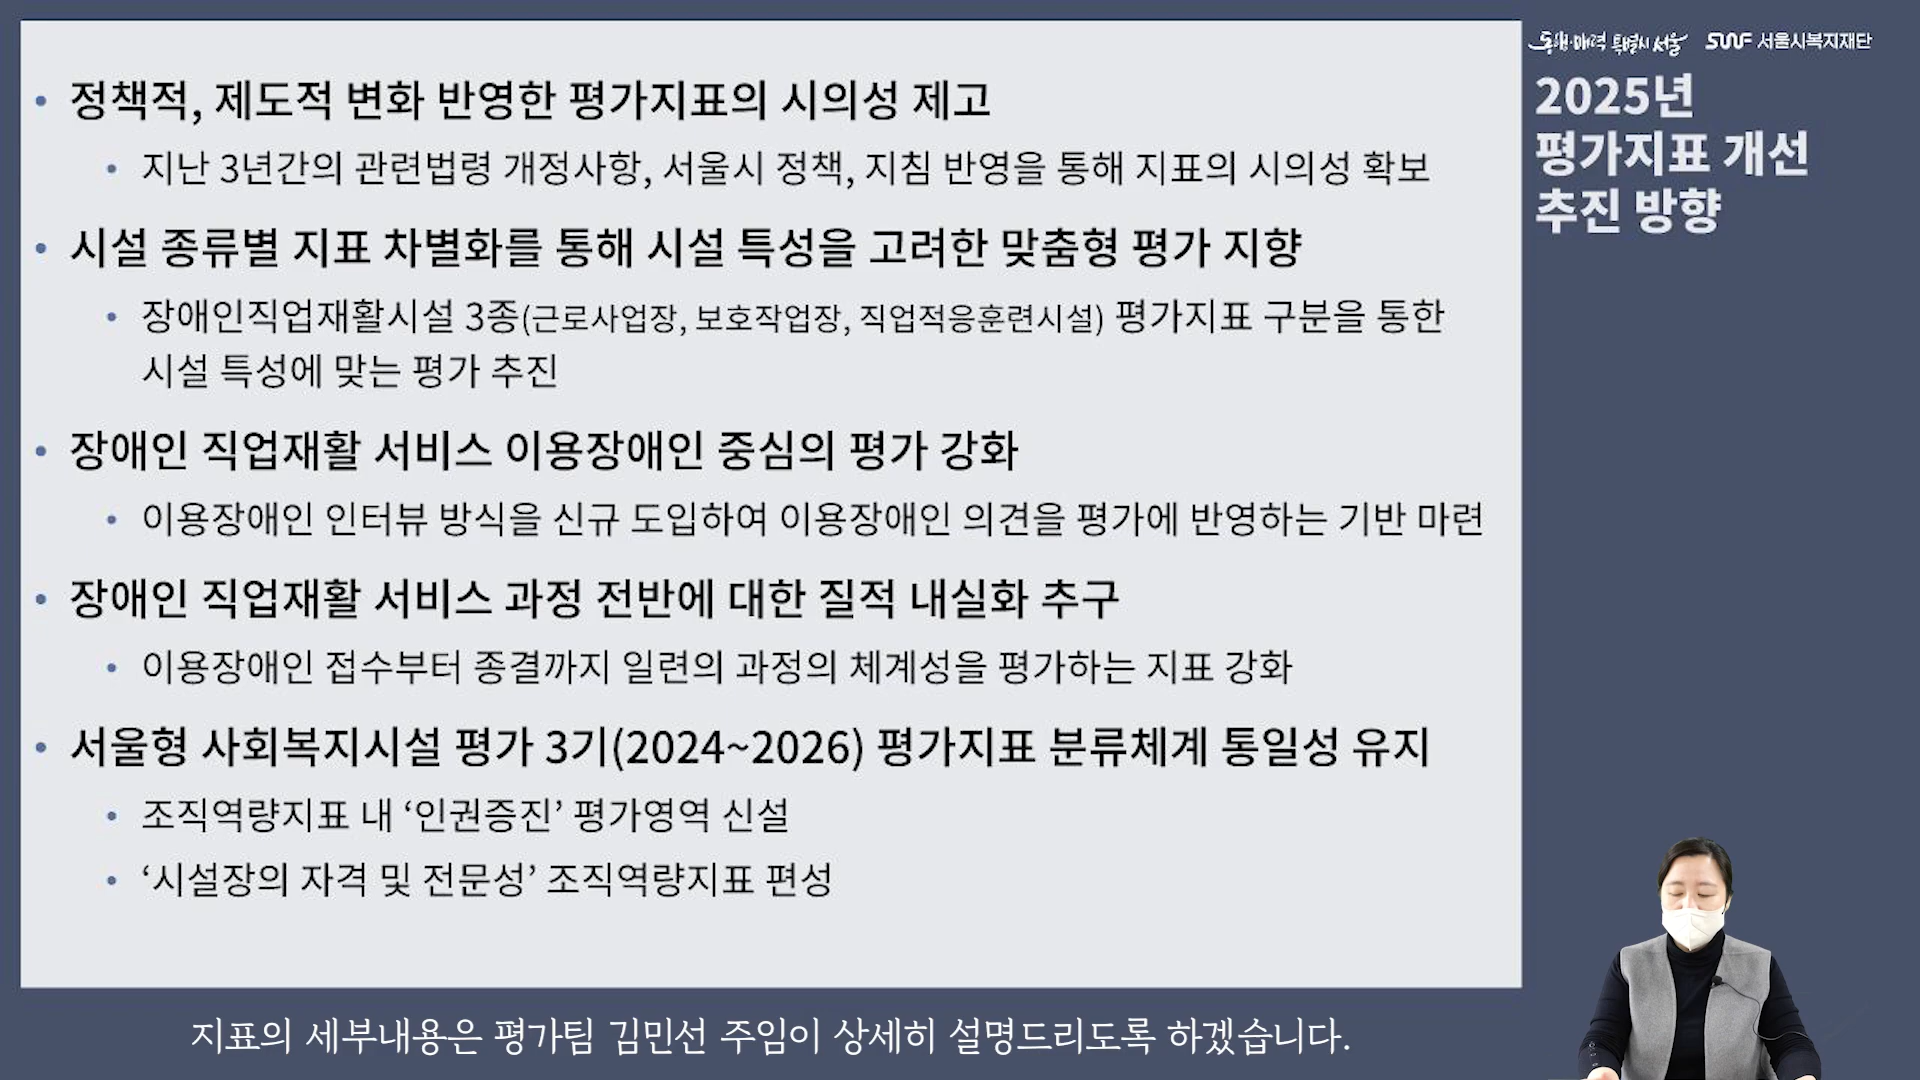 • 정책적, 제도적 변화 반영한 평가지표의 시의성 제고
• 지난 3년간의 관련법령 개정사항, 서울시 정책, 지침 반영을 통해 지표의 시의성 확보
• 시설 종류별 지표 차별화를 통해 시설 특성을 고려한 맞춤형 평가 지향
• 장애인직업재활시설 3종(근로사업장, 보호작업장, 직업적응훈련시설) 평가지표 구분을 통한
시설 특성에 맞는 평가 추진
• 장애인 직업재활 서비스 이용장애인 중심의 평가 강화
• 이용장애인 인터뷰 방식을 신규 도입하여 이용장애인 의견을 평가에 반영하는 기반 마련
• 장애인 직업재활 서비스 과정 전반에 대한 질적 내실화 추구
• 이용장애인 접수부터 종결까지 일련의 과정의 체계성을 평가하는 지표 강화
• 서울형 사회복지시설 평가 3기(2024~2026) 평가지표 분류체계 통일성 유지
• 조직역량지표 내 ‘인권증진’ 평가영역 신설
• ‘시설장의 자격 및 전문성’ 조직역량지표 편성
동행·매력 특별시 서울 SWF 서울시복지재단
2025년
평가지표 개선
추진 방향
지표의 세부내용은 평가팀 김민선 주임이 상세히 설명드리도록 하겠습니다.